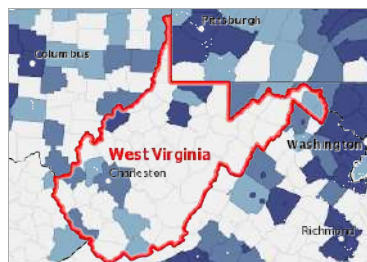 Pittsburgh
Columbus
West Virginia
Washington
Charleston
Richmond